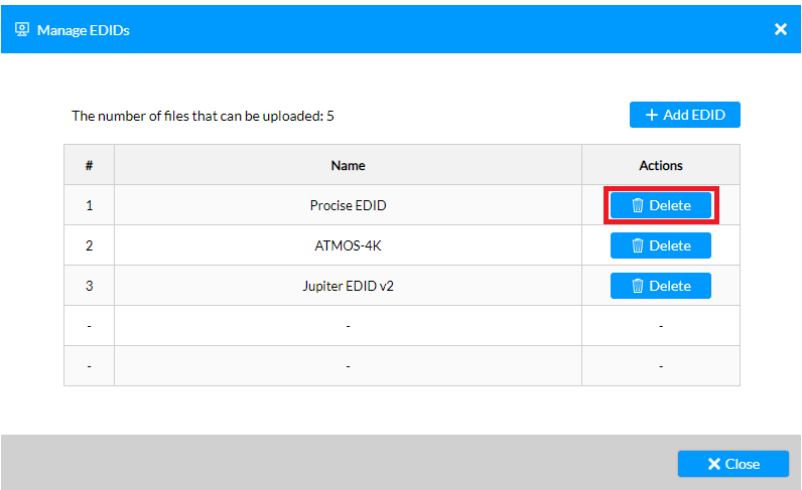 Manage EDIDs
The number of files that can be uploaded: 5
+ Add EDID
# Name Actions
1 Procise EDID Delete
2 ATMOS-4K Delete
3 Jupiter EDID v2 Delete
- - -
- - -
Close